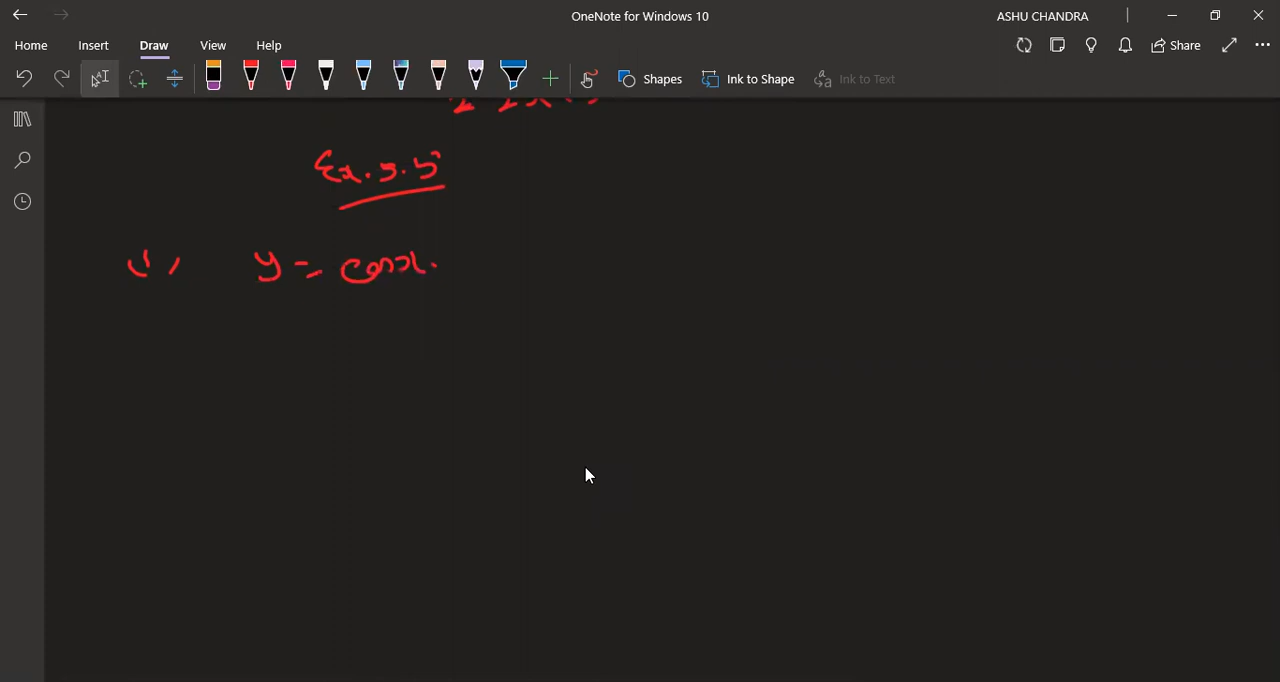 OneNote for Windows 10
ASHU CHANDRA
Home Insert Draw View Help
Share
Shapes Ink to Shape Ink to Text
Ex. 5.5
(1) y = cos x.